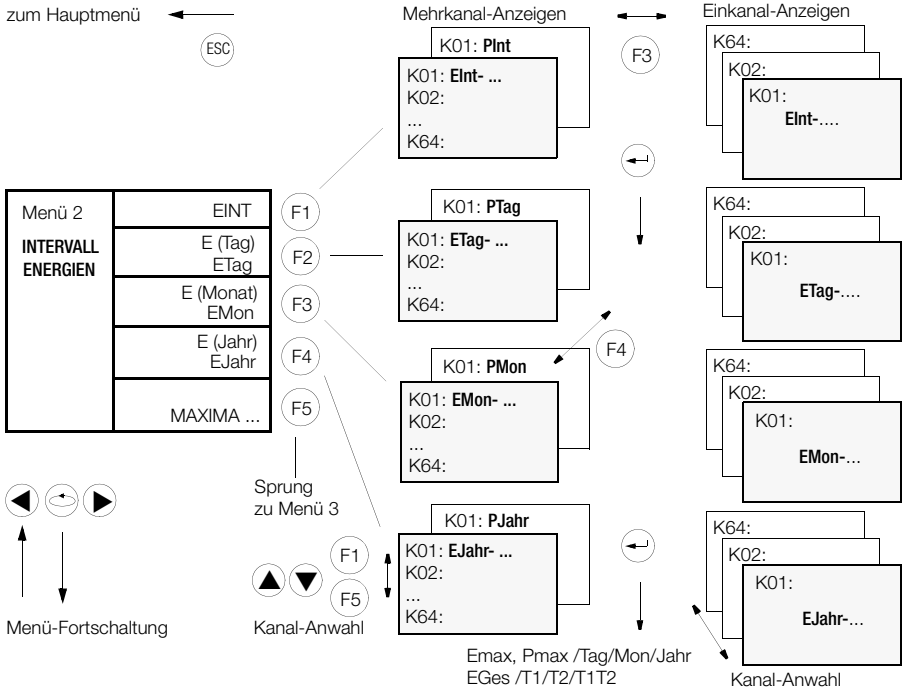 zum Hauptmenü
ESC
Mehrkanal-Anzeigen
Einkanal-Anzeigen
F3
K01: PInt
K01: EInt- ...
K02:
...
K64:
K64:
K02:
K01:
EInt-....
Menü 2
INTERVALL
ENERGIEN
EINT
E (Tag)
ETag
E (Monat)
EMon
E (Jahr)
EJahr
MAXIMA ...
F1
F2
F3
F4
F5
Sprung
zu Menü 3
K01: PTag
K01: ETag- ...
K02:
...
K64:
K64:
K02:
K01:
ETag-....
F4
K01: PMon
K01: EMon- ...
K02:
...
K64:
K64:
K02:
K01:
EMon-...
K01: PJahr
K01: EJahr- ...
K02:
...
K64:
K64:
K02:
K01:
EJahr-...
F1
F5
Menü-Fortschaltung
Kanal-Anwahl
Emax, Pmax /Tag/Mon/Jahr
EGes /T1/T2/T1T2
Kanal-Anwahl